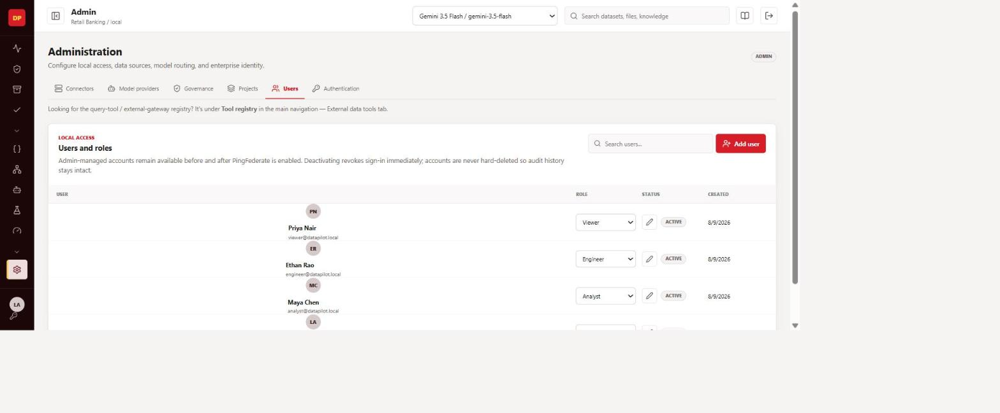 DP
Admin
Retail Banking / local
Gemini 3.5 Flash / gemini-3.5-flash
Search datasets, files, knowledge
Administration
Configure local access, data sources, model routing, and enterprise identity.
ADMIN
Connectors
Model providers
Governance
Projects
Users
Authentication
Looking for the query-tool / external-gateway registry? It's under Tool registry in the main navigation — External data tools tab.
LOCAL ACCESS
Users and roles
Admin-managed accounts remain available before and after PingFederate is enabled. Deactivating revokes sign-in immediately; accounts are never hard-deleted so audit history
stays intact.
Search users...
Add user
USER ROLE STATUS CREATED
PN
Priya Nair
viewer@datapilot.local
Viewer ACTIVE 8/9/2026
ER
Ethan Rao
engineer@datapilot.local
Engineer ACTIVE 8/9/2026
MC
Maya Chen
analyst@datapilot.local
Analyst ACTIVE 8/9/2026
LA
LA